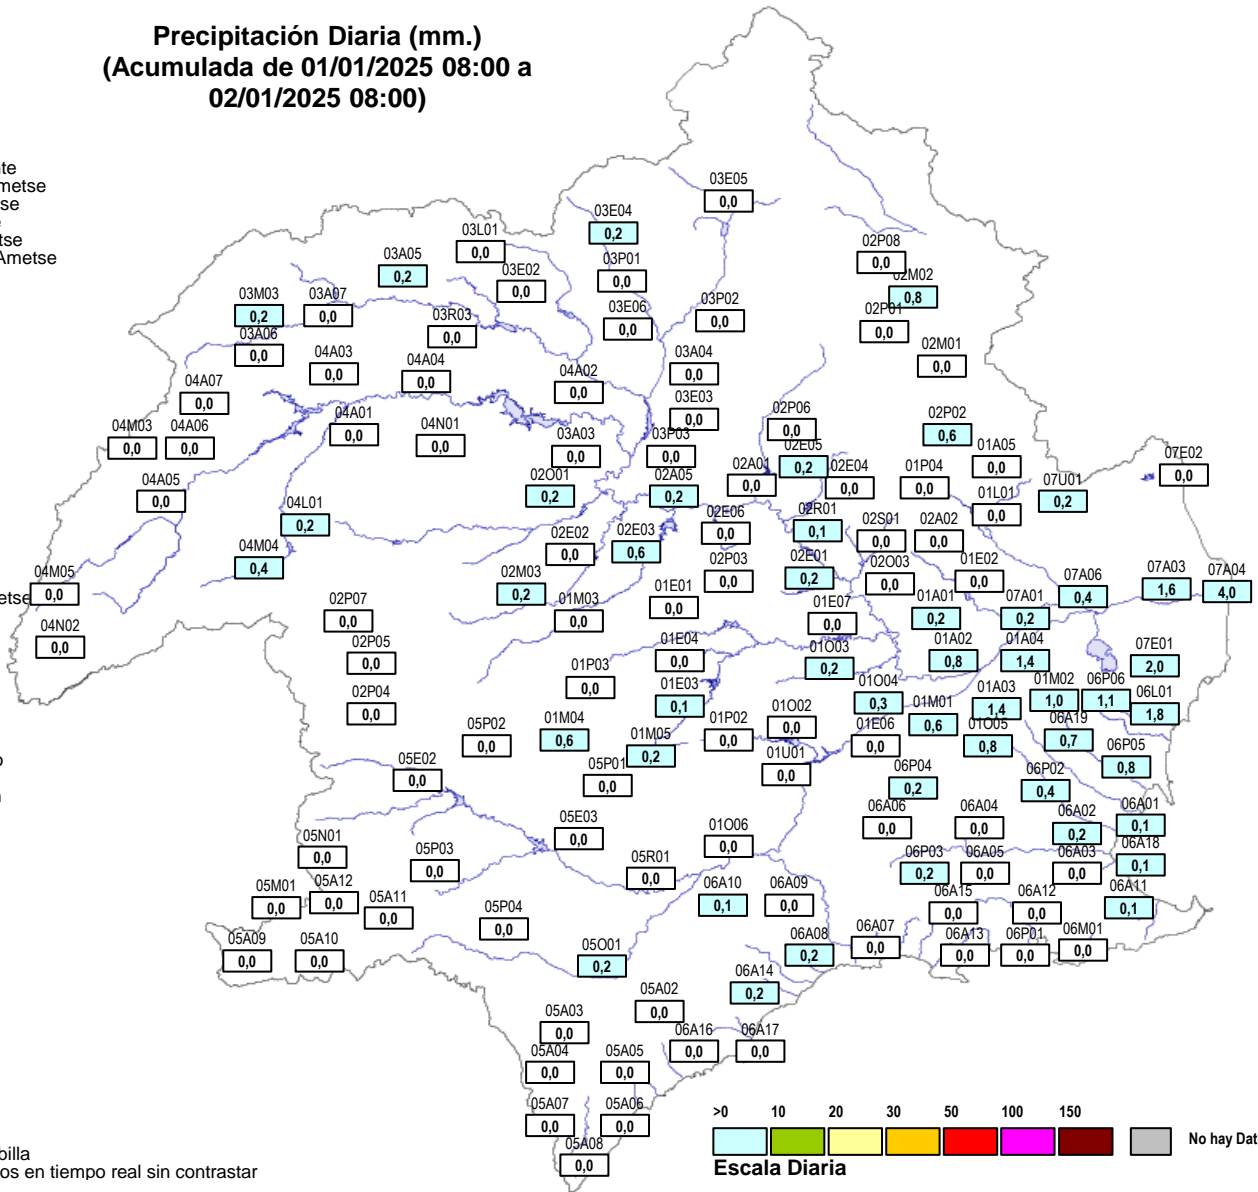 Precipitación Diaria (mm.)
(Acumulada de 01/01/2025 08:00 a
02/01/2025 08:00)
nte
Ametse
tse
e
etse
Ametse
03E05
0,0
03E04
0,2
03L01
0,0
03A05
0,2
03E02
0,0
03P01
0,0
02P08
0,0
02M02
0,8
03M03
0,2
03A07
0,0
03R03
0,0
03E06
0,0
03P02
0,0
02P01
0,0
03A06
0,0
04A03
0,0
04A04
0,0
04A02
0,0
03A04
0,0
02M01
0,0
04A07
0,0
03E03
0,0
04M03
0,0
04A06
0,0
04A01
0,0
04N01
0,0
03A03
0,0
03P03
0,0
02P06
0,0
02P02
0,6
04A05
0,0
02O01
0,2
02A05
0,2
02A01
0,0
02E05
0,2
02E04
0,0
01P04
0,0
01A05
0,0
07E02
0,0
07U01
0,2
01L01
0,0
04L01
0,2
02E02
0,0
02E03
0,6
02E06
0,0
02R01
0,1
02S01
0,0
02A02
0,0
04M04
0,4
04M05
0,0
etse
02M03
0,2
01M03
0,0
01E01
0,0
02P03
0,0
02E01
0,2
02O03
0,0
01E02
0,0
07A06
0,4
07A03
1,6
07A04
4,0
04N02
0,0
02P07
0,0
01E07
0,0
01A01
0,2
07A01
0,2
02P05
0,0
01E04
0,0
01O03
0,2
01A02
0,8
01A04
1,4
07E01
2,0
02P04
0,0
01P03
0,0
01E03
0,1
01O04
0,3
01A03
1,4
01M02
1,0
06P06
1,1
06L01
1,8
05P02
0,0
01M04
0,6
01M05
0,2
01P02
0,0
01O02
0,0
01E06
0,0
01M01
0,6
01O05
0,8
06A19
0,7
06P05
0,8
05E02
0,0
05P01
0,0
01U01
0,0
06P04
0,2
06P02
0,4
05E03
0,0
01O06
0,0
06A06
0,0
06A04
0,0
06A02
0,2
06A01
0,1
05N01
0,0
05P03
0,0
05R01
0,0
06P03
0,2
06A05
0,0
06A03
0,0
06A18
0,1
05M01
0,0
05A12
0,0
05A11
0,0
05P04
0,0
06A10
0,1
06A09
0,0
06A15
0,0
06A12
0,0
06A11
0,1
05A09
0,0
05A10
0,0
05O01
0,2
06A08
0,2
06A07
0,0
06A13
0,0
06P01
0,0
06M01
0,0
06A14
0,2
05A02
0,0
05A03
0,0
06A16
0,0
06A17
0,0
05A04
0,0
05A05
0,0
05A07
0,0
05A06
0,0
05A08
0,0
>0 10 20 30 50 100 150
No hay Dat
Escala Diaria
billa
os en tiempo real sin contrastar